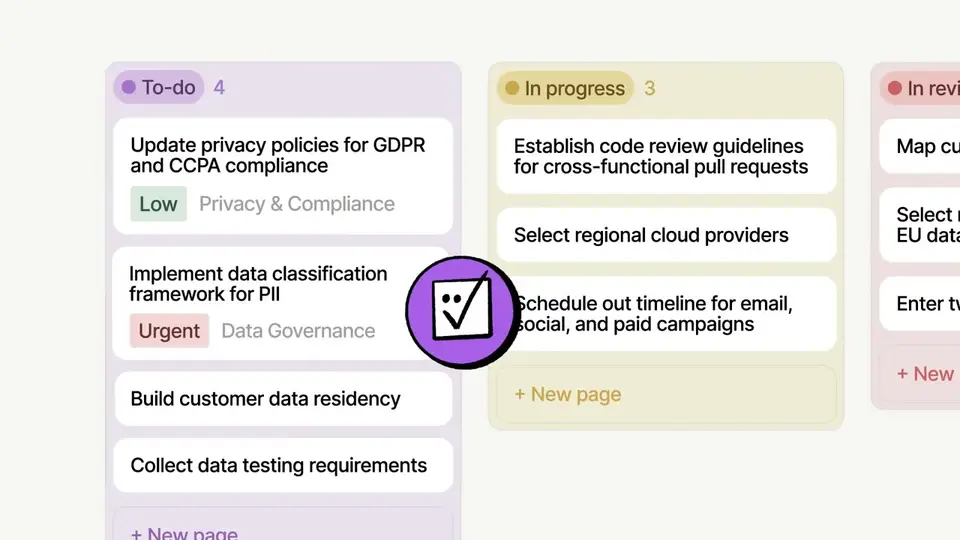 To-do 4
Update privacy policies for GDPR
and CCPA compliance
Low Privacy & Compliance
Implement data classification
framework for PII
Urgent Data Governance
Build customer data residency
Collect data testing requirements
+ New page
In progress 3
Establish code review guidelines
for cross-functional pull requests
Select regional cloud providers
Schedule out timeline for email,
social, and paid campaigns
+ New page
In
Map
Select
EU
Enter
+ New